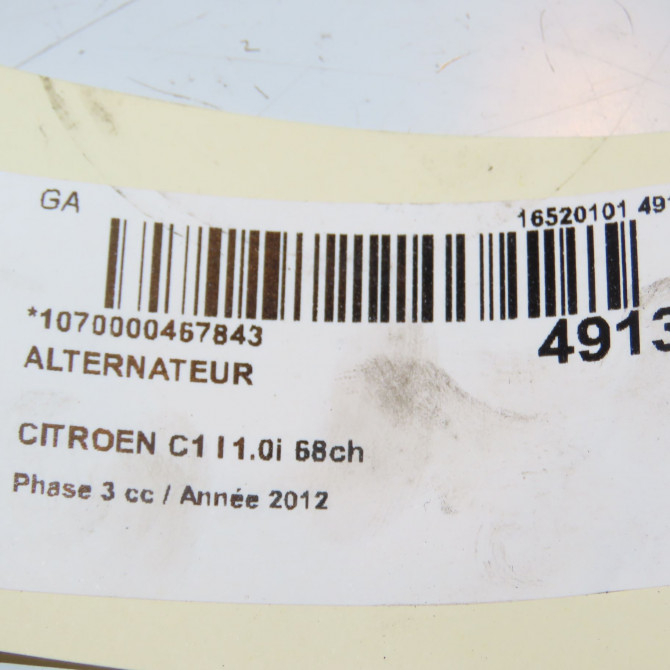 GA
16520101 491
*1070000467843
4913
ALTERNATEUR
CITROEN C1 I 1.0i 68ch
Phase 3 cc / Année 2012